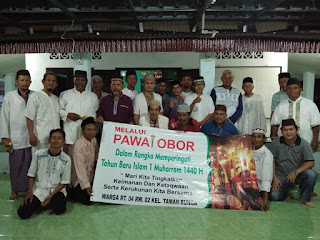 MELALUI
PAWAI OBOR
Dalam Rangka Memperingati
Tahun Baru Islam 1 Muharram 1440 H
" Mari Kita Tingkatkan
Keimanan Dan Ketaqwaan
Serta Kerukunan Kita Bersama
WARGA RT. 04 RW. 02 KEL. TAMAN